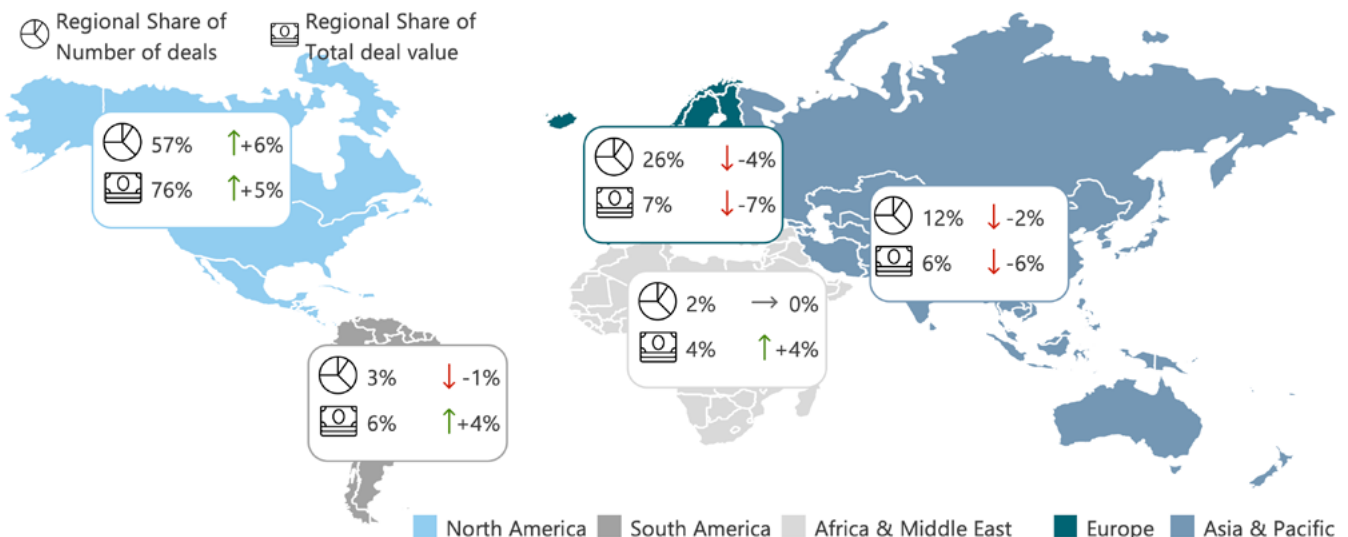 Regional Share of
Number of deals
Regional Share of
Total deal value
57% ↑+6%
76% ↑+5%
26% ↓-4%
7% ↓-7%
12% ↓-2%
6% ↓-6%
2% → 0%
4% ↑+4%
3% ↓-1%
6% ↑+4%
North America South America Africa & Middle East Europe Asia & Pacific